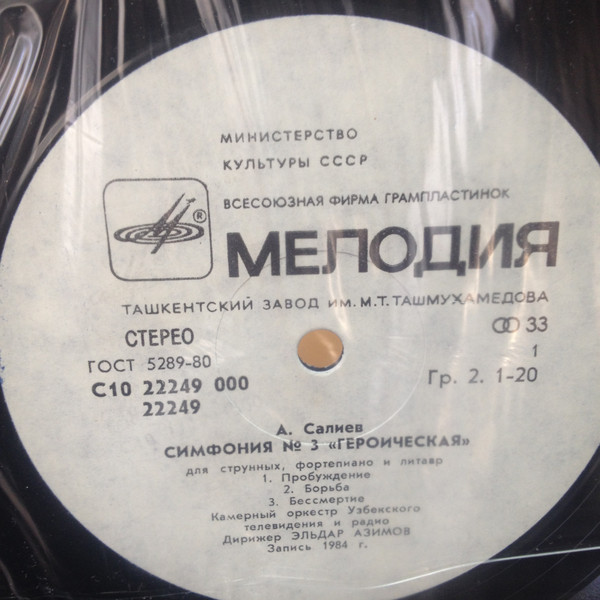 МИНИСТЕРСТВО
КУЛЬТУРЫ СССР
ВСЕСОЮЗНАЯ ФИРМА ГРАМПЛАСТИНОК
®
МЕЛОДИЯ
ТАШКЕНТСКИЙ ЗАВОД ИМ. М.Т. ТАШМУХАМЕДОВА
СТЕРЕО
33
ГОСТ 5289-80
1
С10 22249 000
Гр. 2. 1-20
22249
А. Салиев
СИМФОНИЯ № 3 «ГЕРОИЧЕСКАЯ»
для струнных, фортепиано и литавр
1. Пробуждение
2. Борьба
3. Бессмертие
Камерный оркестр Узбекского
телевидения и радио
Дирижер ЭЛЬДАР АЗИМОВ
Запись 1984 г.